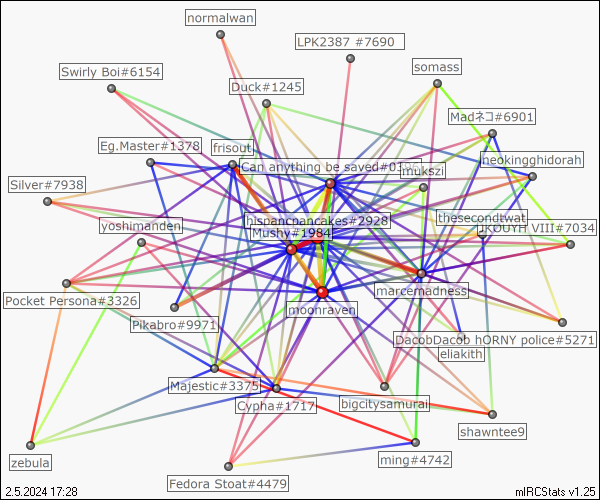 normalwan
LPK2387 #7690
Swirly Boi#6154
somass
Duck#1245
Madネコ#6901
Eg.Master#1378
frisout
neokingghidorah
Can anything be saved#03
mukszi
Silver#7938
yoshimanden
hispancpancakes#2928
thesecondtwat
Mushy#1984
JKOUYH VIII#7034
marcemadness
Pocket Persona#3326
moonraven
Pikabro#9971
DacobDacob hORNY police#5271
eliakith
Majestic#3375
Cypha#1717
bigcitysamurai
shawntee9
zebula
ming#4742
Fedora Stoat#4479
2.5.2024 17:28
mIRCStats v1.25